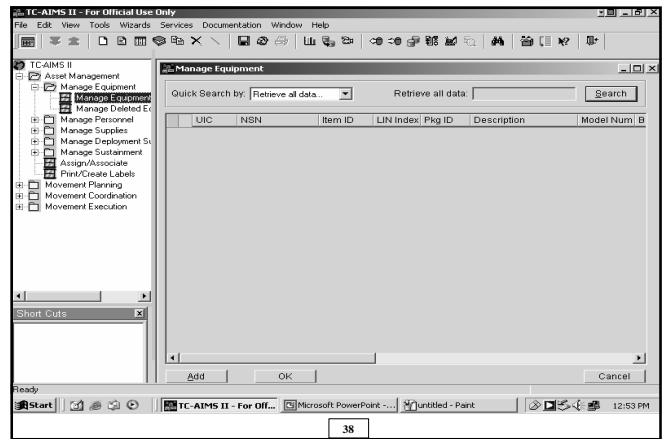 TC-AIMS II - For Official Use Only
File Edit View Tools Wizards Services Documentation Window Help
TC-AIMS II
Asset Management
Manage Equipment
Manage Equipment
Manage Deleted Ec
Manage Personnel
Manage Supplies
Manage Deployment Su
Manage Sustainment
Assign/Associate
Print/Create Labels
Movement Planning
Movement Coordination
Movement Execution
Short Cuts
Manage Equipment
Quick Search by: Retrieve all data... Retrieve all data: Search
UIC NSN Item ID LIN Index Pkg ID Description Model Num B
Add OK Cancel
Ready
Start TC-AIMS II - For Off... Microsoft PowerPoint -... untitled - Paint 12:53 PM
38